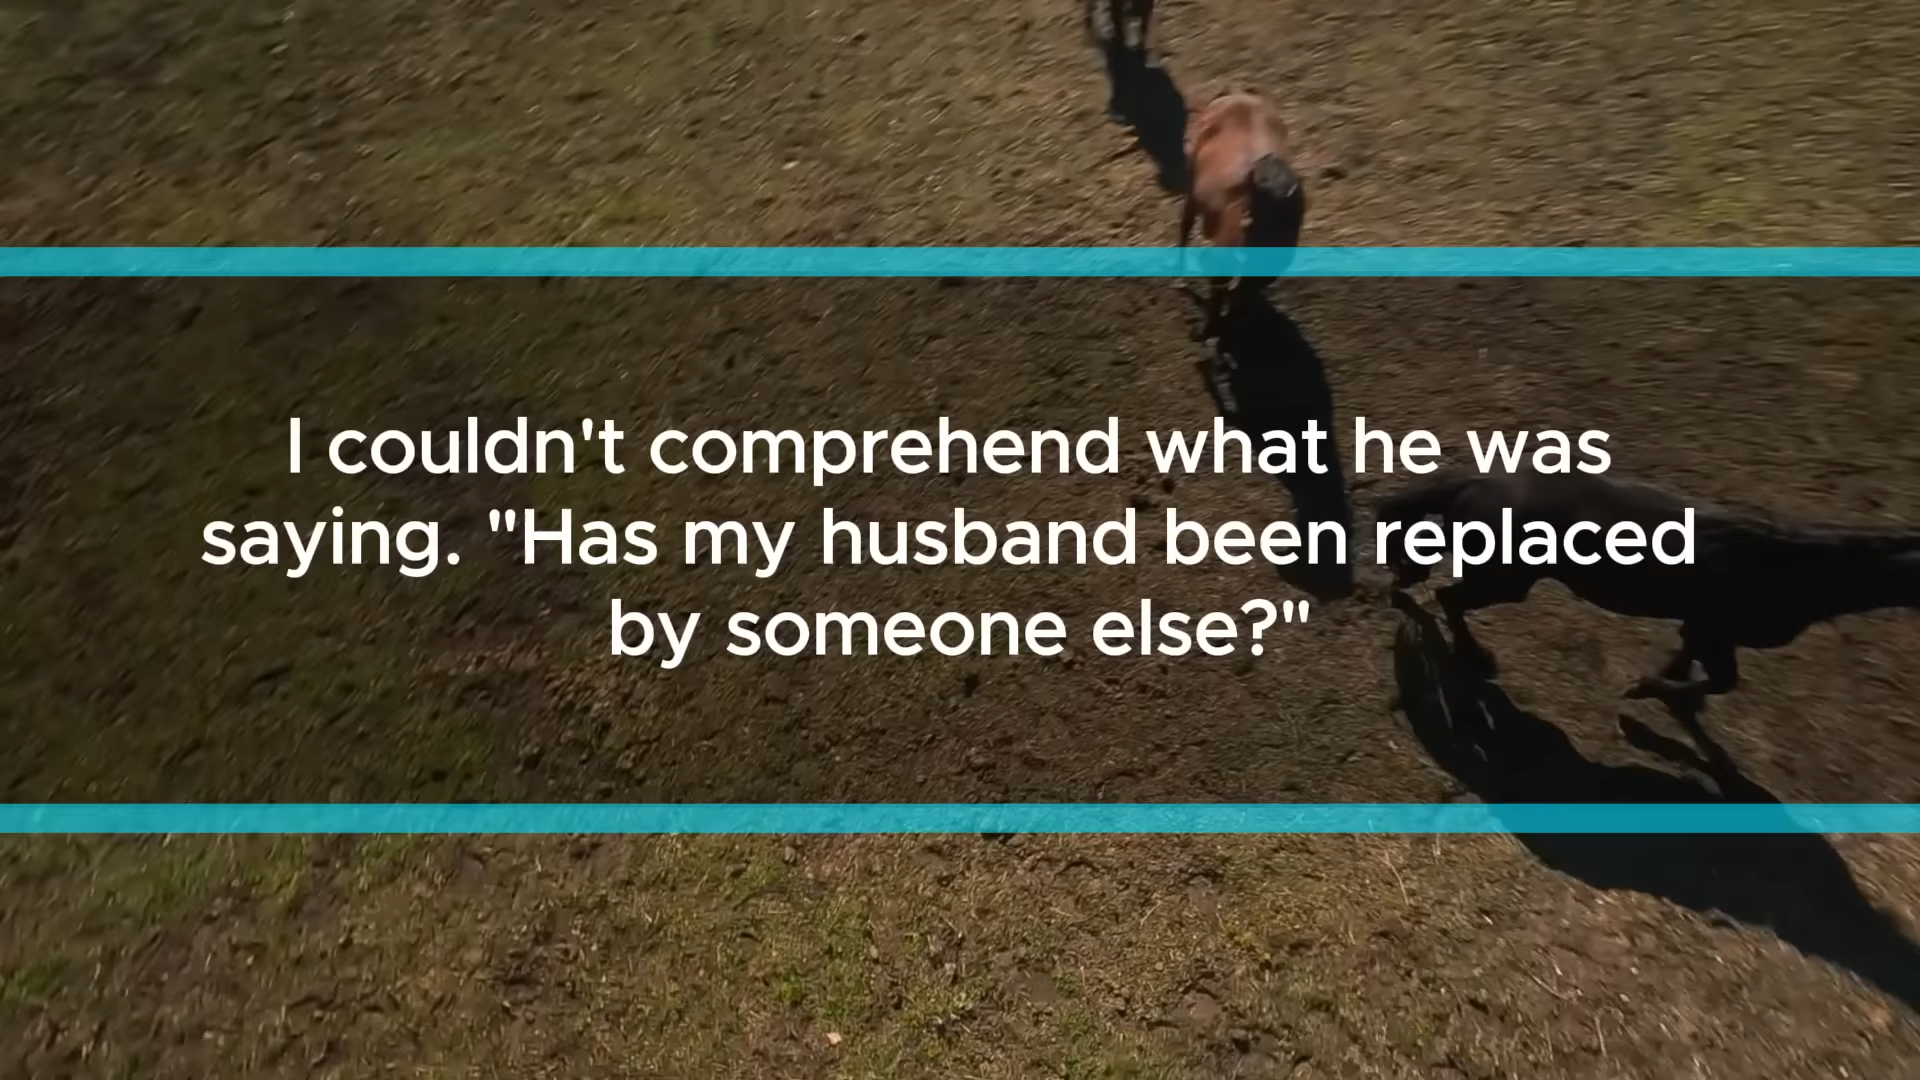 I couldn't comprehend what he was
saying. "Has my husband been replaced
by someone else?"